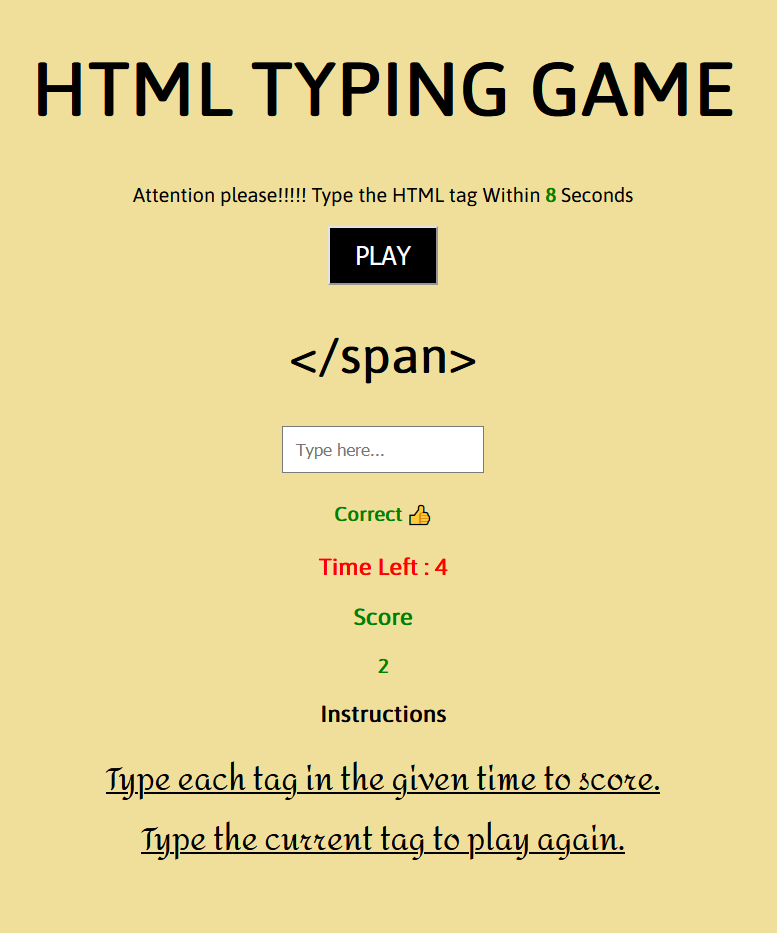 HTML TYPING GAME
Attention please!!!!! Type the HTML tag Within 8 Seconds
PLAY
</span>
Type here...
Correct 👍
Time Left : 4
Score
2
Instructions
Type each tag in the given time to score.
Type the current tag to play again.